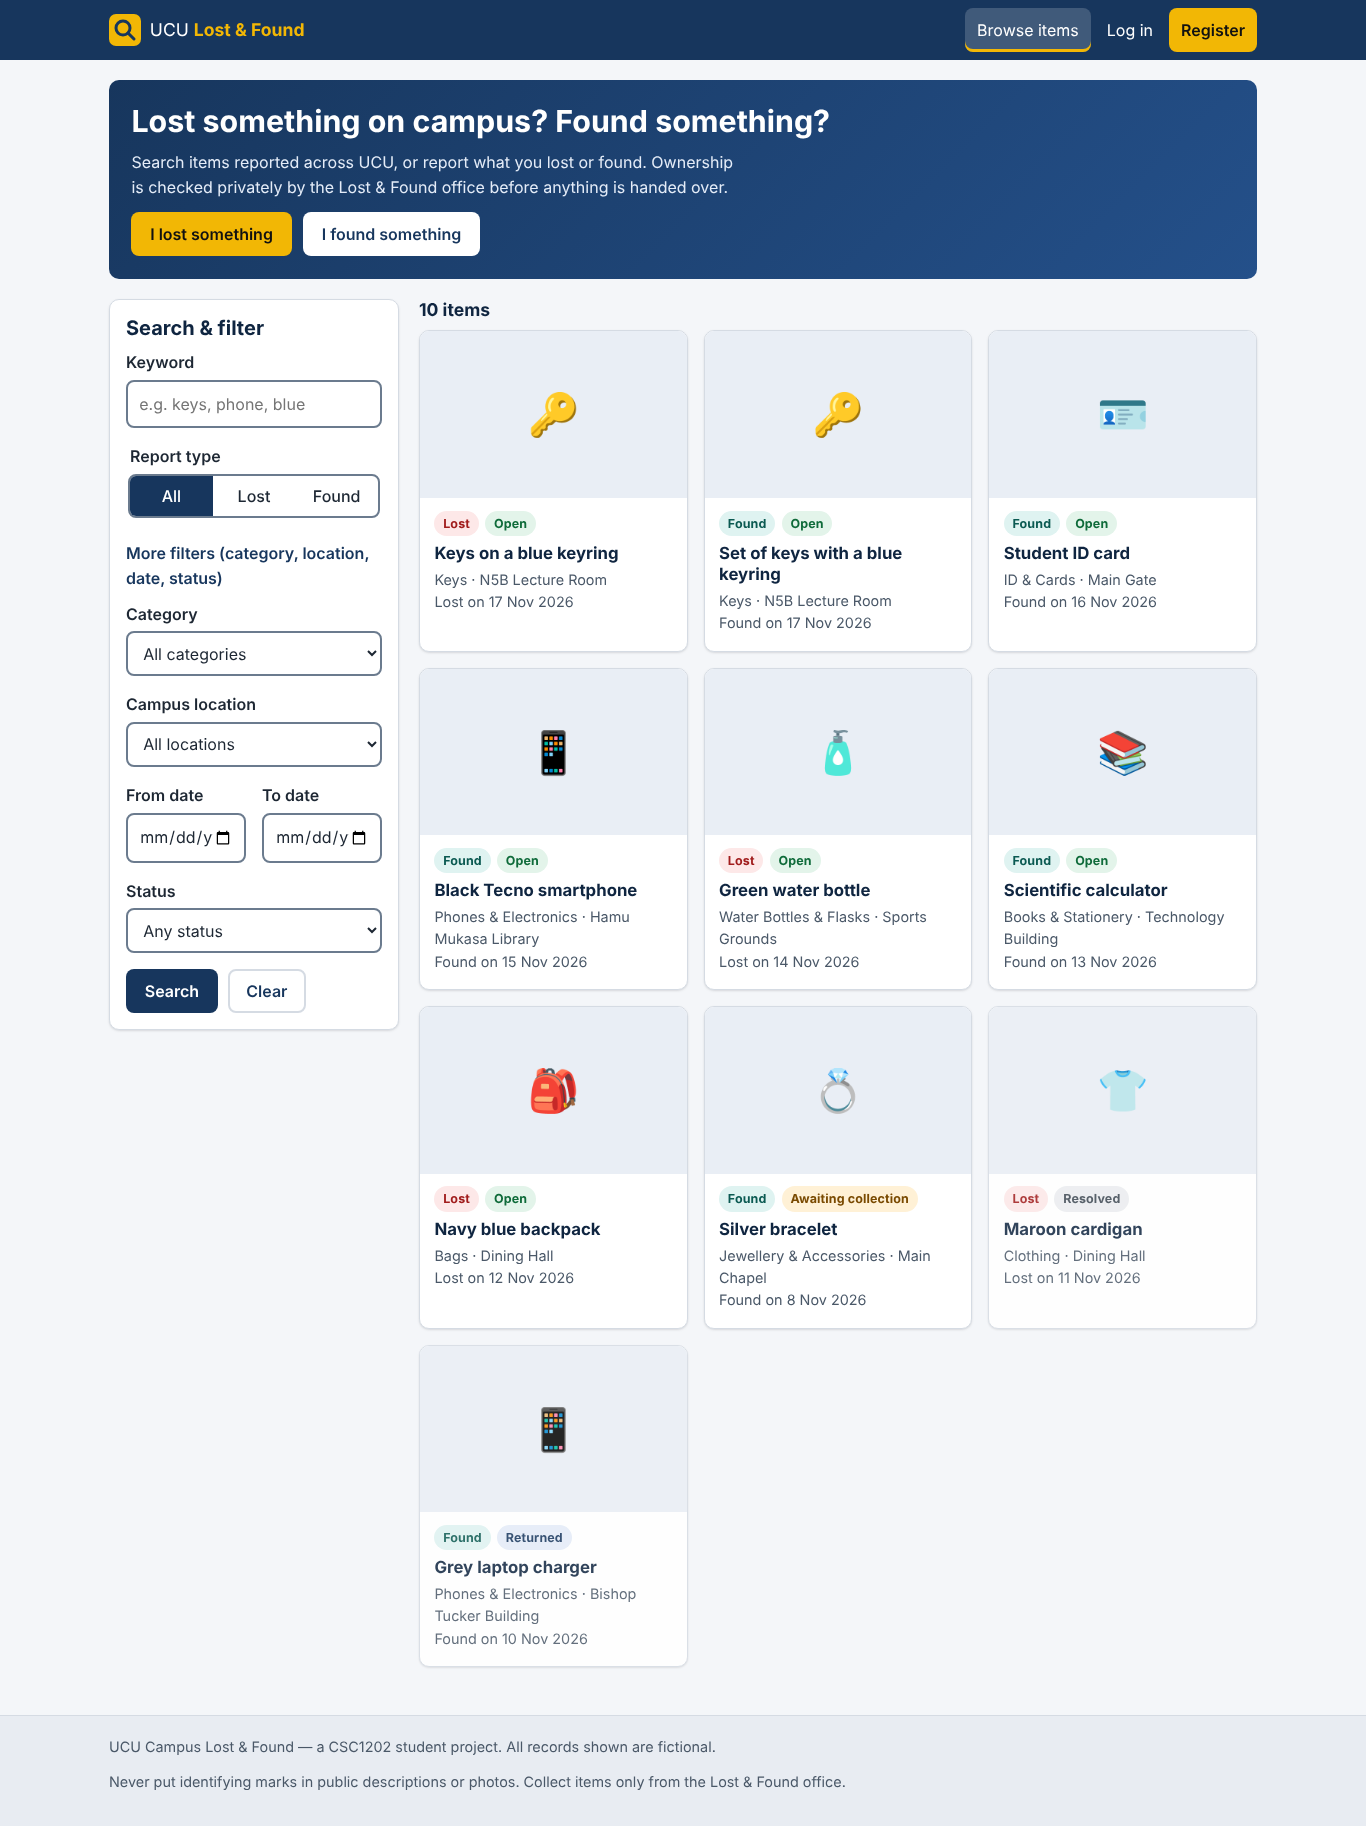 UCU Lost & Found
Browse items
Log in
Register
Lost something on campus? Found something?
Search items reported across UCU, or report what you lost or found. Ownership
is checked privately by the Lost & Found office before anything is handed over.
I lost something
I found something
Search & filter
Keyword
e.g. keys, phone, blue
Report type
All
Lost
Found
More filters (category, location,
date, status)
Category
All categories
Campus location
All locations
From date
To date
mm/dd/y
mm/dd/y
Status
Any status
Search
Clear
10 items
Lost
Open
Keys on a blue keyring
Keys · N5B Lecture Room
Lost on 17 Nov 2026
Found
Open
Set of keys with a blue
keyring
Keys · N5B Lecture Room
Found on 17 Nov 2026
Found
Open
Student ID card
ID & Cards · Main Gate
Found on 16 Nov 2026
Found
Open
Black Tecno smartphone
Phones & Electronics · Hamu
Mukasa Library
Found on 15 Nov 2026
Lost
Open
Green water bottle
Water Bottles & Flasks · Sports
Grounds
Lost on 14 Nov 2026
Found
Open
Scientific calculator
Books & Stationery · Technology
Building
Found on 13 Nov 2026
Lost
Open
Navy blue backpack
Bags · Dining Hall
Lost on 12 Nov 2026
Found
Awaiting collection
Silver bracelet
Jewellery & Accessories · Main
Chapel
Found on 8 Nov 2026
Lost
Resolved
Maroon cardigan
Clothing · Dining Hall
Lost on 11 Nov 2026
Found
Returned
Grey laptop charger
Phones & Electronics · Bishop
Tucker Building
Found on 10 Nov 2026
UCU Campus Lost & Found — a CSC1202 student project. All records shown are fictional.
Never put identifying marks in public descriptions or photos. Collect items only from the Lost & Found office.